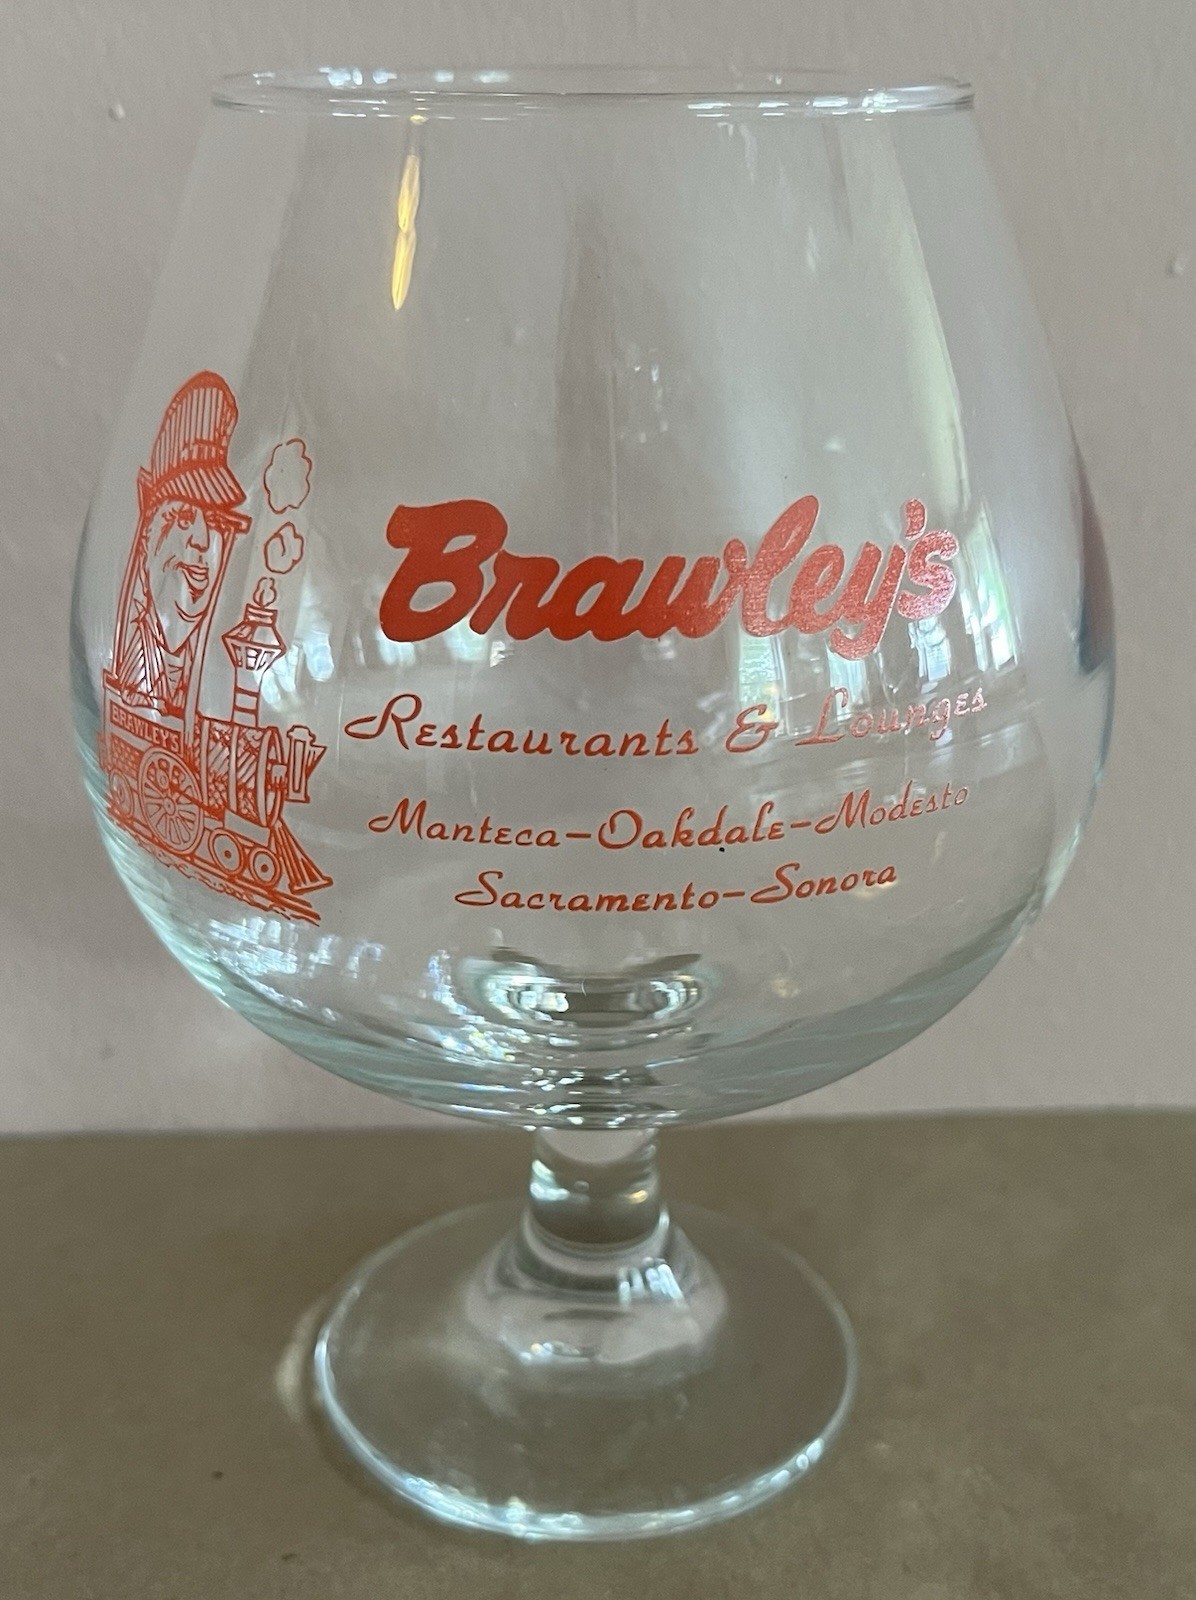 Brawley's
Restaurants & Lounges
Manteca-Oakdale-Modesto
Sacramento-Sonora
BRAWLEY'S